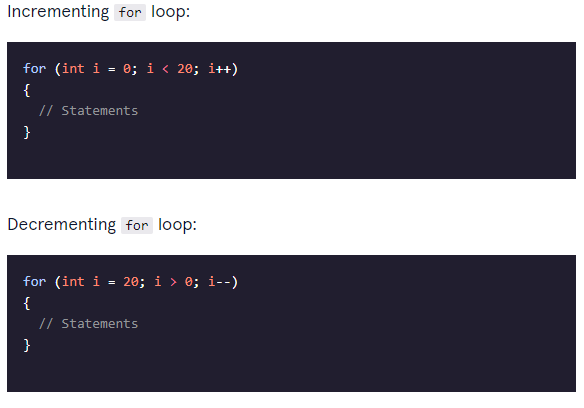 Incrementing for loop:
for (int i = 0; i < 20; i++)
{
  // Statements
}
Decrementing for loop:
for (int i = 20; i > 0; i--)
{
  // Statements
}